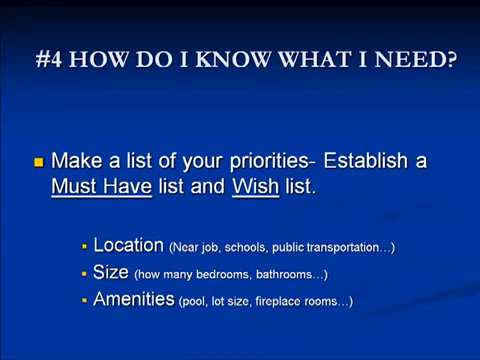 #4 HOW DO I KNOW WHAT I NEED?
Make a list of your priorities- Establish a
Must Have list and Wish list.
Location (Near job, schools, public transportation…)
Size (how many bedrooms, bathrooms…)
Amenities (pool, lot size, fireplace rooms…)